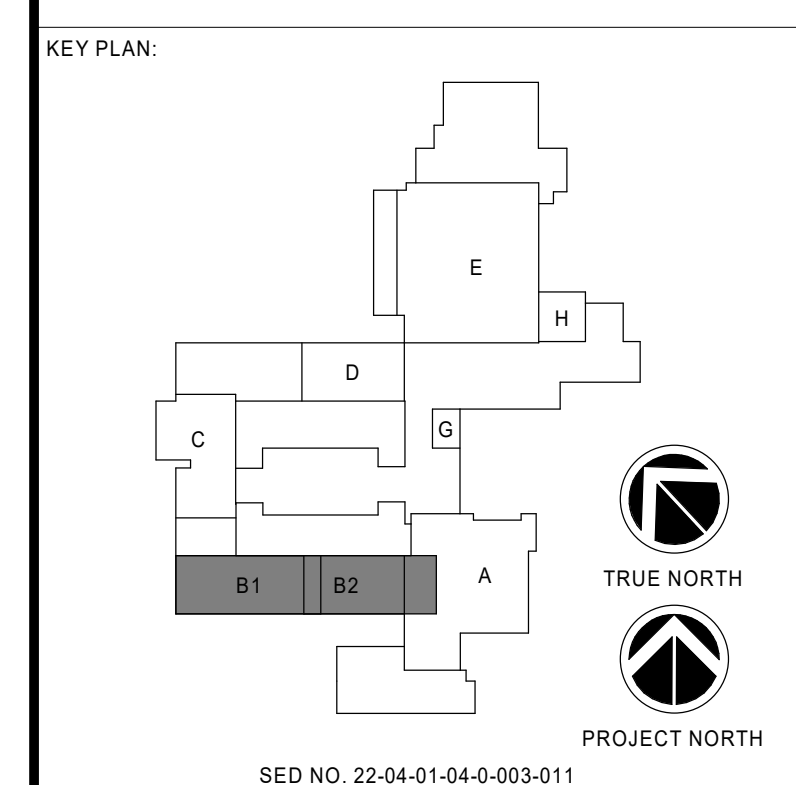 KEY PLAN:
E
H
D
G
C
A
B1 B2
TRUE NORTH
PROJECT NORTH
SED NO. 22-04-01-04-0-003-011